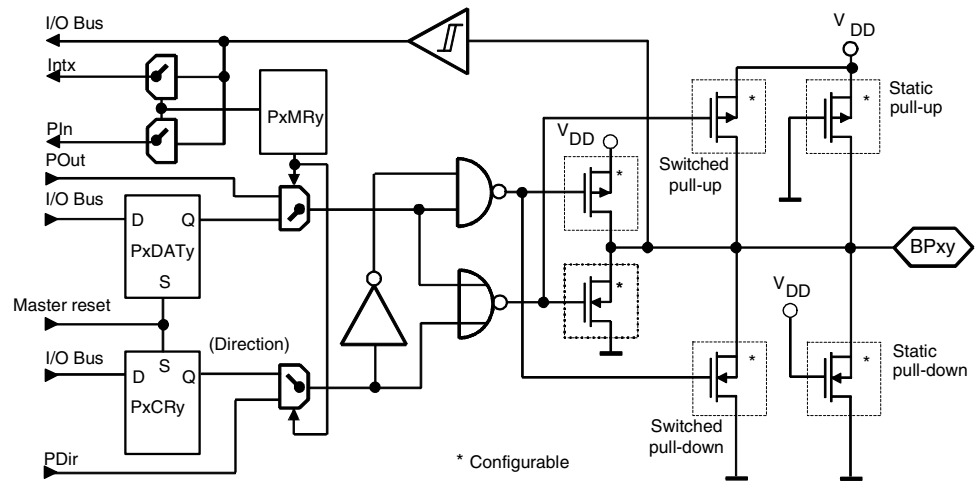 I/O Bus
V DD
Intx
*
*
Static
pull-up
PxMRy
PIn
V DD
Switched
pull-up
POut
*
I/O Bus
D
Q
PxDATy
S
BPxy
*
V DD
Master reset
I/O Bus
S
(Direction)
D
Q
PxCRy
*
*
Static
pull-down
Switched
pull-down
PDir
* Configurable